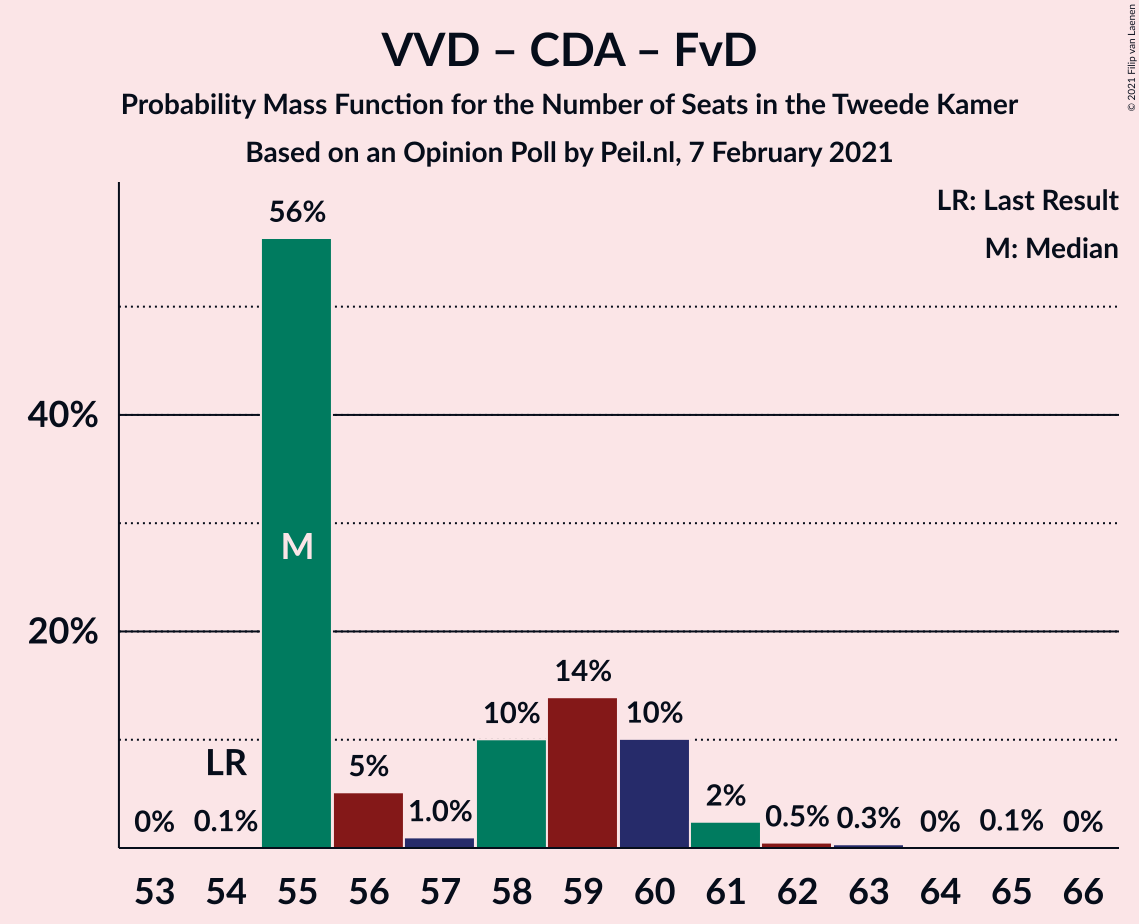 VVD – CDA – FvD
Probability Mass Function for the Number of Seats in the Tweede Kamer
Based on an Opinion Poll by Peil.nl, 7 February 2021
© 2021 Filip van Laenen
LR: Last Result
M: Median
56%
40%
M
20%
14%
10%
10%
LR
5%
2%
1.0%
0%
0.1%
0.5%
0.3%
0%
0.1%
0%
53 54 55 56 57 58 59 60 61 62 63 64 65 66